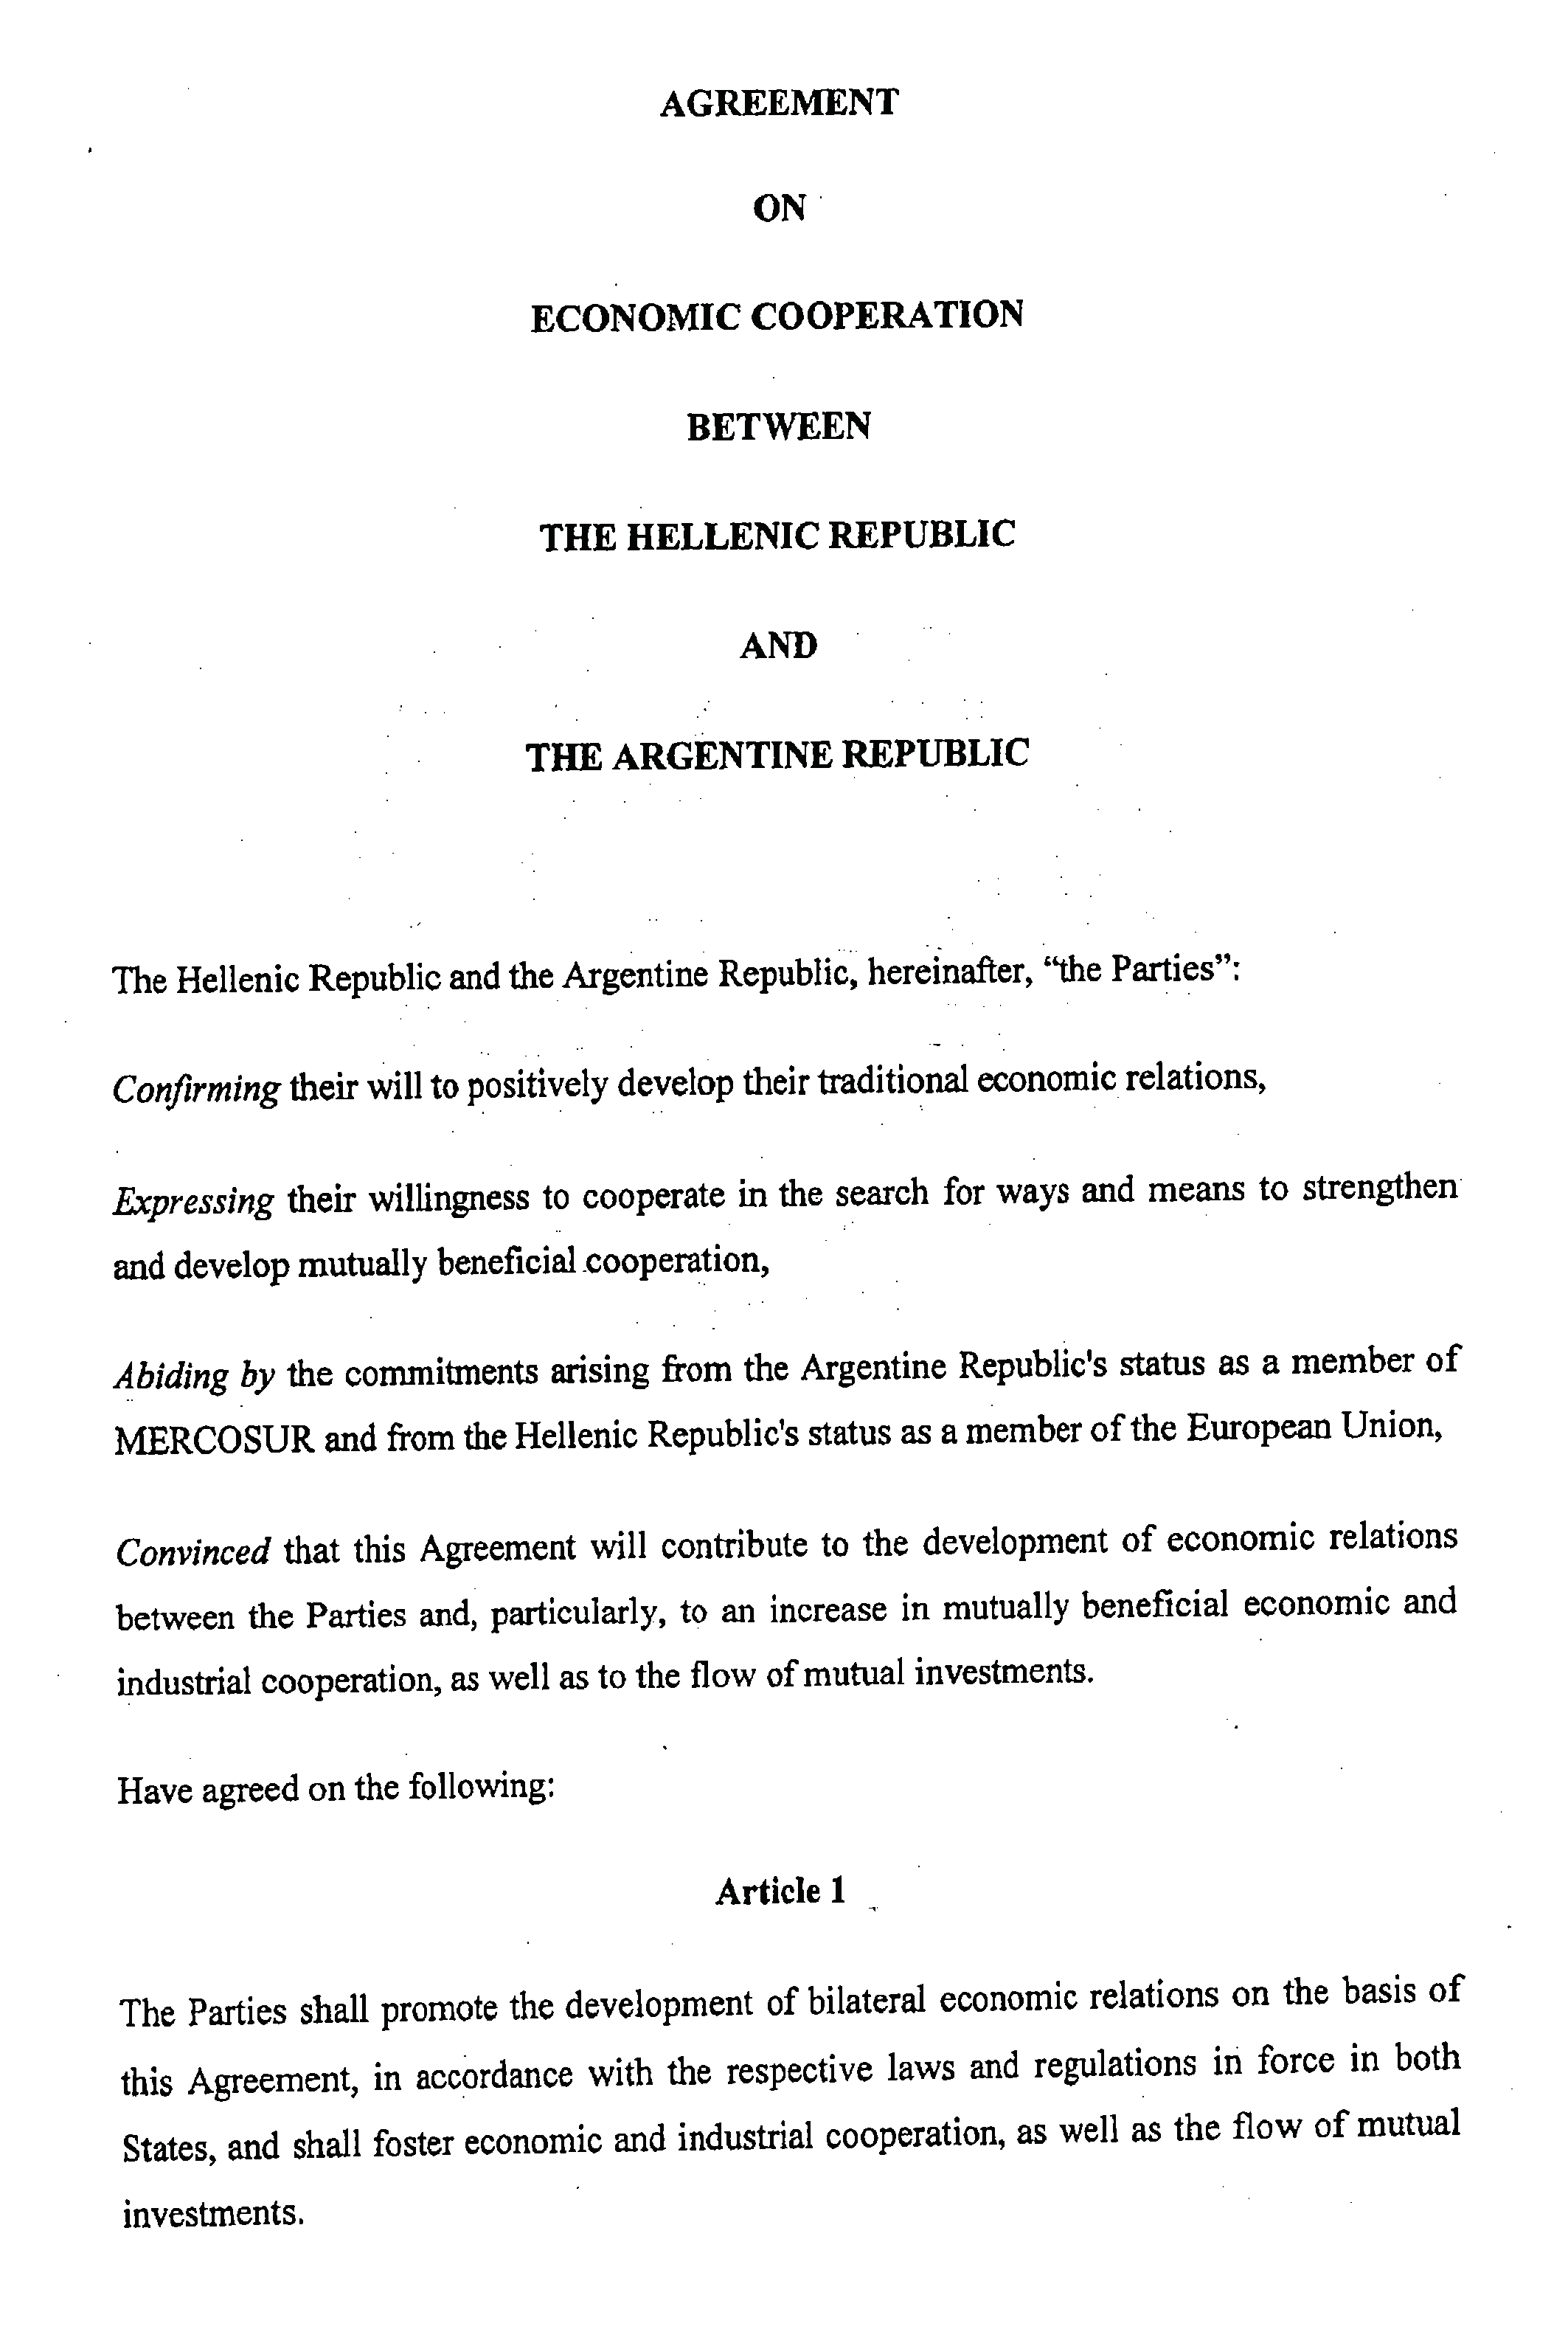 AGREEMENT
ON
ECONOMIC COOPERATION
BETWEEN
THE HELLENIC REPUBLIC
AND
THE ARGENTINE REPUBLIC
The Hellenic Republic and the Argentine Republic, hereinafter, “the Parties”:
Confirming their will to positively develop their traditional economic relations,
Expressing their willingness to cooperate in the search for ways and means to strengthen
and develop mutually beneficial cooperation,
Abiding by the commitments arising from the Argentine Republic's status as a member of
MERCOSUR and from the Hellenic Republic's status as a member of the European Union,
Convinced that this Agreement will contribute to the development of economic relations
between the Parties and, particularly, to an increase in mutually beneficial economic and
industrial cooperation, as well as to the flow of mutual investments.
Have agreed on the following:
Article 1
The Parties shall promote the development of bilateral economic relations on the basis of
this Agreement, in accordance with the respective laws and regulations in force in both
States, and shall foster economic and industrial cooperation, as well as the flow of mutual
investments.